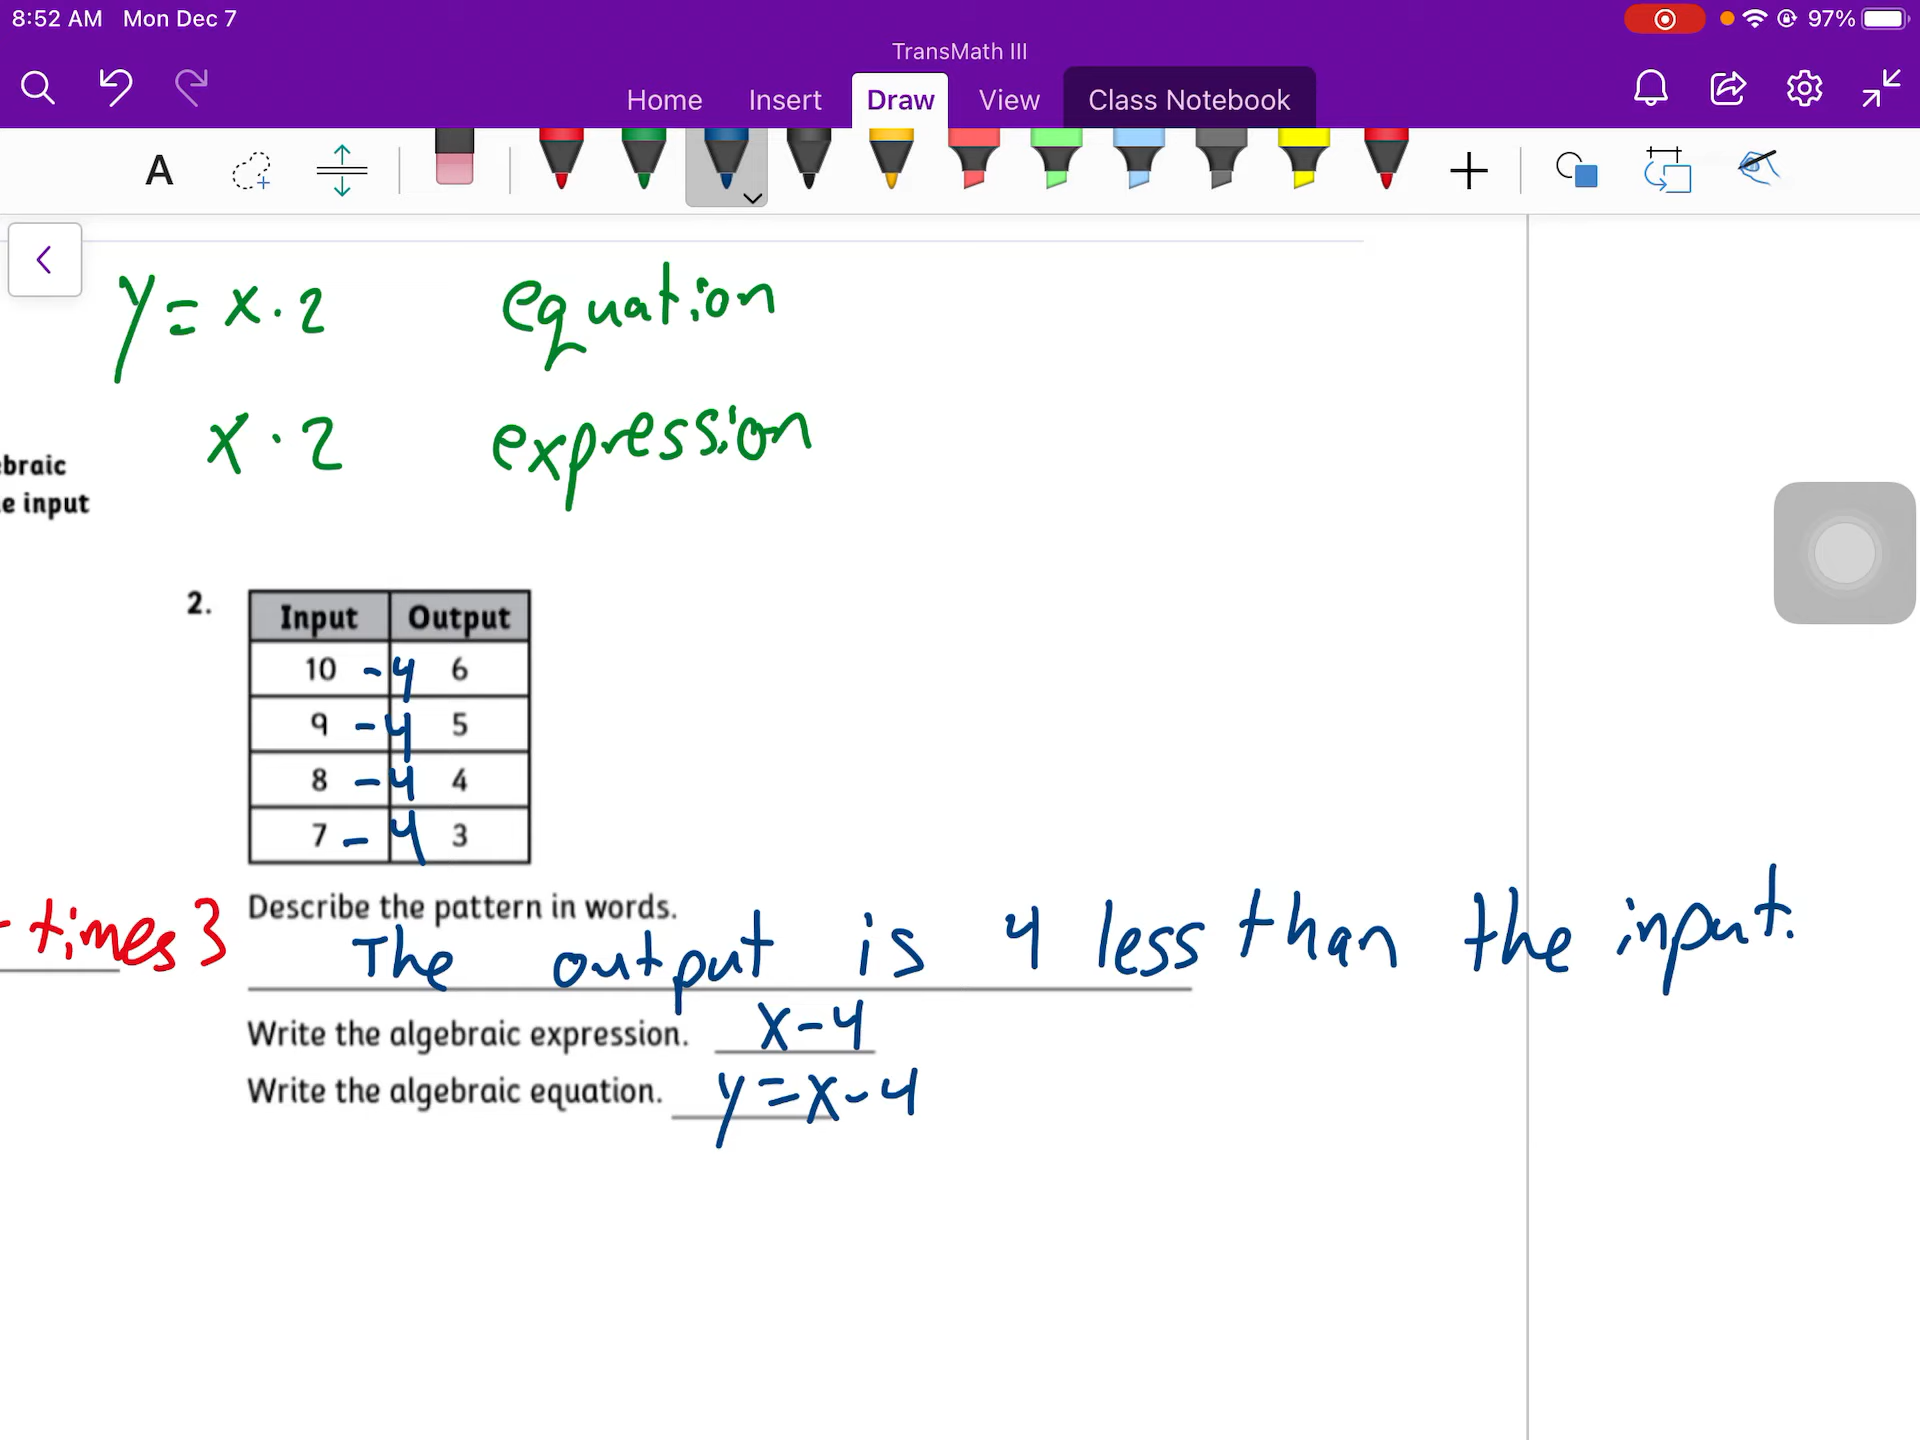 8:52 AM Mon Dec 7
97%
TransMath III
Home Insert Draw View Class Notebook
A
y = x · 2 equation
x · 2 expression
ebraic
e input
2.
Input Output
10 - 4 6
9 - 4 5
8 - 4 4
7 - 4 3
times 3
Describe the pattern in words.
The output is 4 less than the input.
Write the algebraic expression. x - 4
Write the algebraic equation. y = x - 4